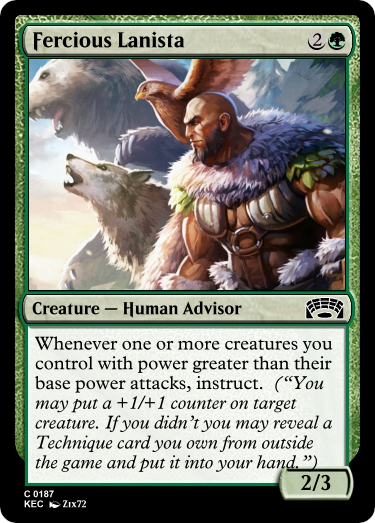 Fercious Lanista 2
Creature — Human Advisor
Whenever one or more creatures you
control with power greater than their
base power attacks, instruct. (“You
may put a +1/+1 counter on target
creature. If you didn’t you may reveal a
Technique card you own from outside
the game and put it into your hand.”)
2/3
C 0187
KEC Zix72